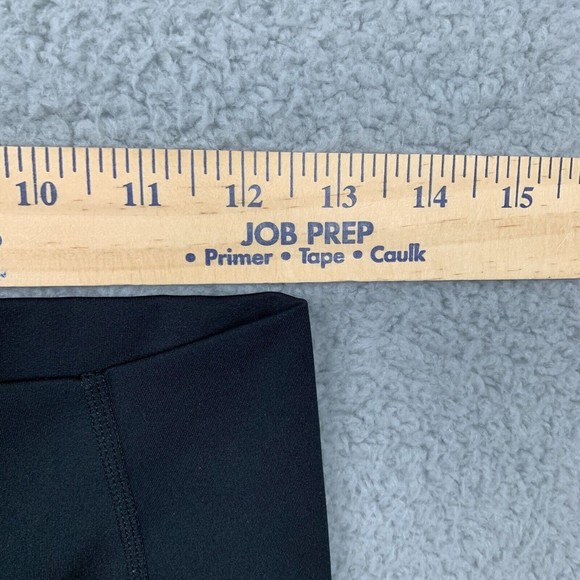 10 11 12 13 14 15
JOB PREP
• Primer • Tape • Caulk